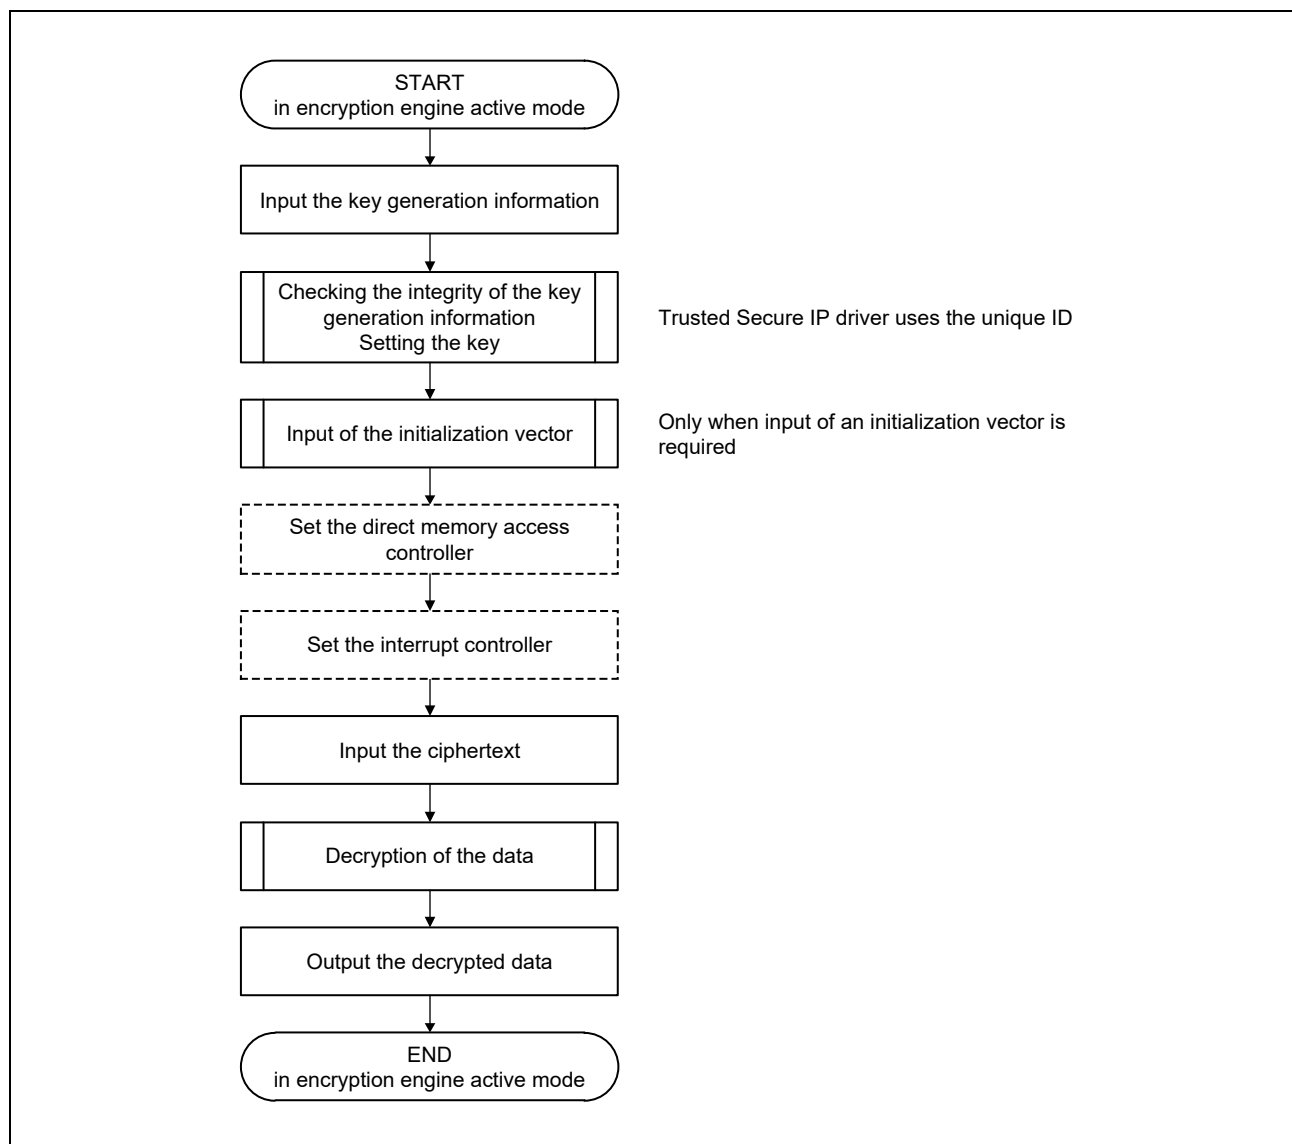 START
in encryption engine active mode
Input the key generation information
Checking the integrity of the key
generation information
Setting the key
Trusted Secure IP driver uses the unique ID
Input of the initialization vector
Only when input of an initialization vector is
required
Set the direct memory access
controller
Set the interrupt controller
Input the ciphertext
Decryption of the data
Output the decrypted data
END
in encryption engine active mode